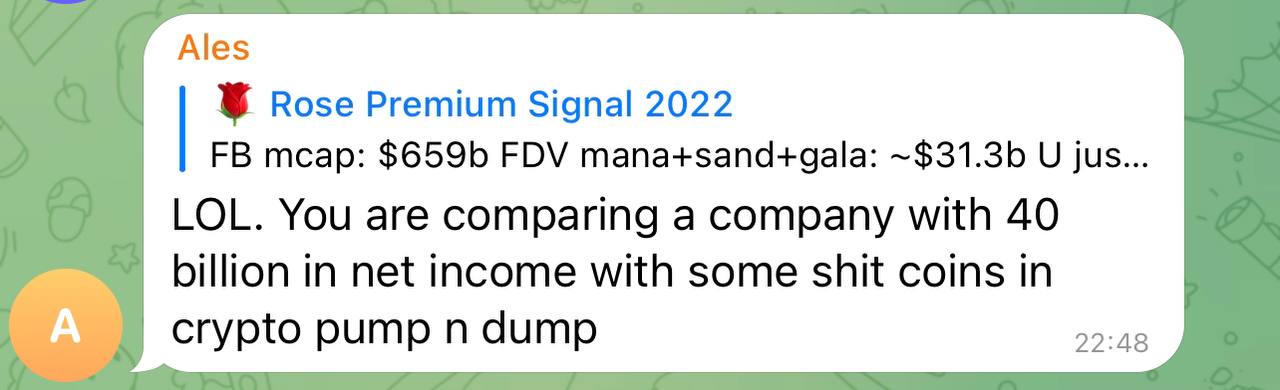 Ales
🌹 Rose Premium Signal 2022
FB mcap: $659b FDV mana+sand+gala: ~$31.3b U jus...
LOL. You are comparing a company with 40
billion in net income with some shit coins in
crypto pump n dump
22:48
A